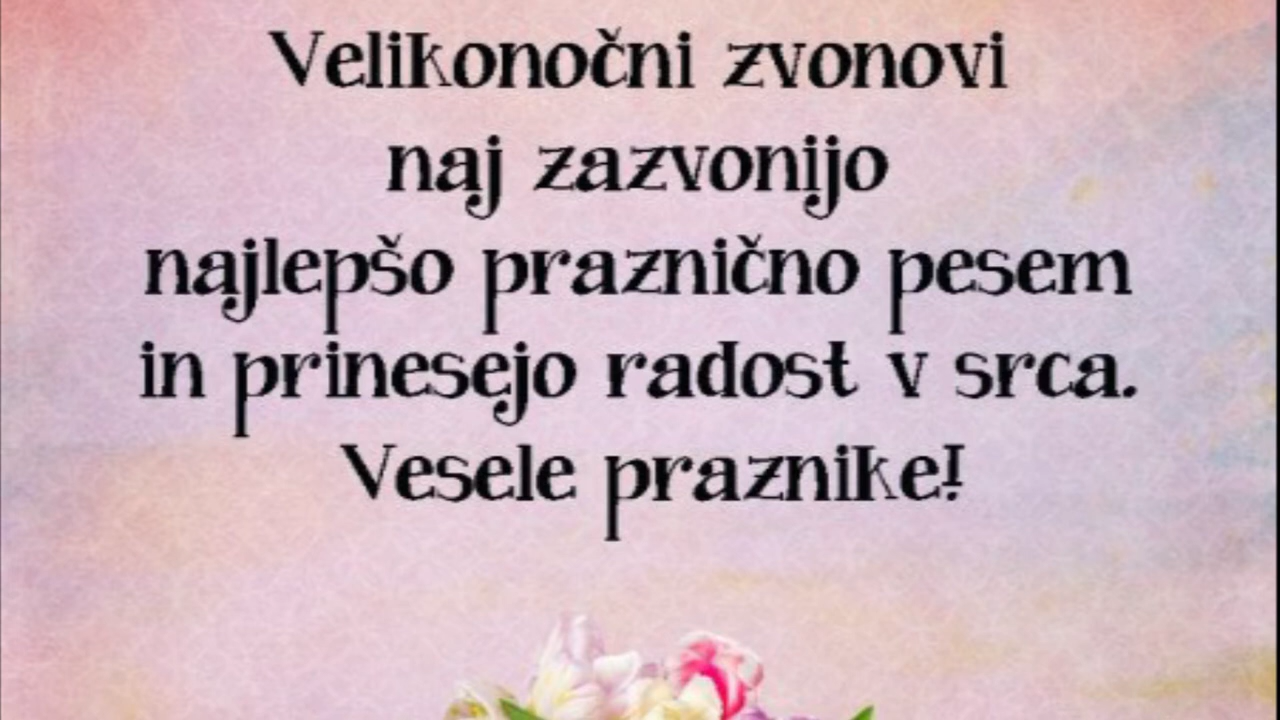 Velikonočni zvonovi
naj zazvonijo
najlepšo praznično pesem
in prinesejo radost v srca.
Vesele praznike!